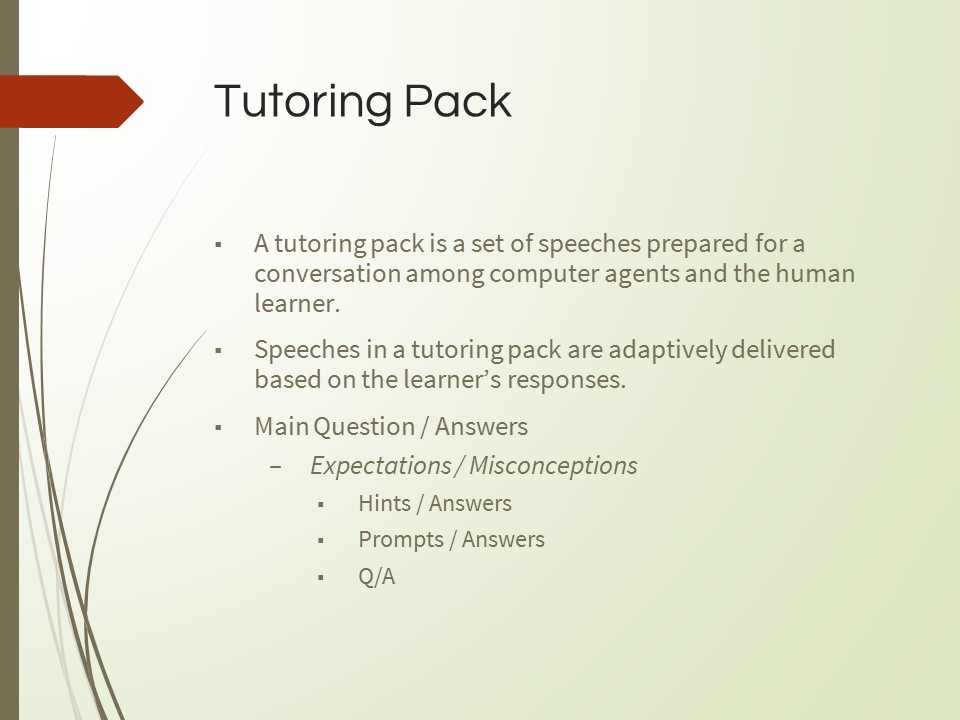 Tutoring Pack
▪ A tutoring pack is a set of speeches prepared for a
conversation among computer agents and the human
learner.
▪ Speeches in a tutoring pack are adaptively delivered
based on the learner’s responses.
▪ Main Question / Answers
– Expectations / Misconceptions
▪ Hints / Answers
▪ Prompts / Answers
▪ Q/A